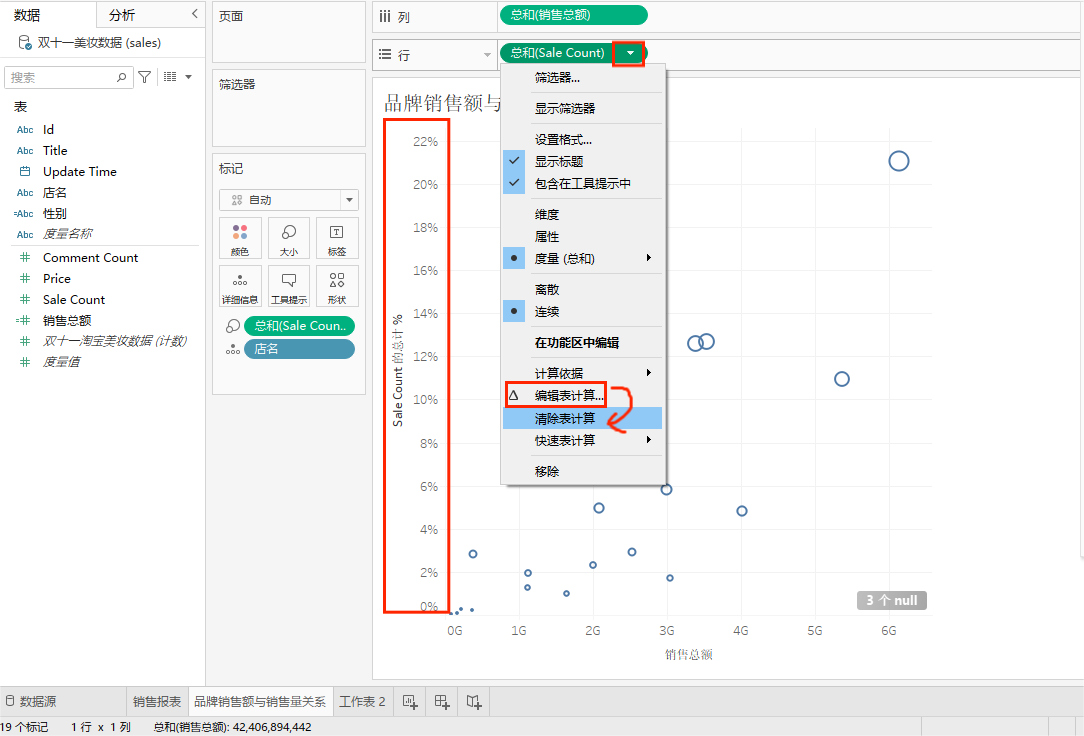 数据
分析
双十一美妆数据 (sales)
搜索
表
Abc Id
Abc Title
Update Time
Abc 店名
=Abc 性别
Abc 度量名称
Comment Count
Price
Sale Count
销售总额
双十一淘宝美妆数据 (计数)
度量值
页面
筛选器
标记
自动
颜色
大小
标签
详细信息
工具提示
形状
总和(Sale Coun..
店名
列
总和(销售总额)
行
总和(Sale Count)
品牌销售额与
筛选器...
显示筛选器
设置格式...
显示标题
包含在工具提示中
维度
属性
度量 (总和)
离散
连续
在功能区中编辑
计算依据
编辑表计算...
清除表计算
快速表计算
移除
22%
20%
18%
16%
14%
12%
10%
8%
6%
4%
2%
0%
Sale Count 的总计 %
0G
1G
2G
3G
4G
5G
6G
销售总额
3 个 null
数据源
销售报表
品牌销售额与销售量关系
工作表 2
19 个标记
1 行 x 1 列
总和(销售总额): 42,406,894,442